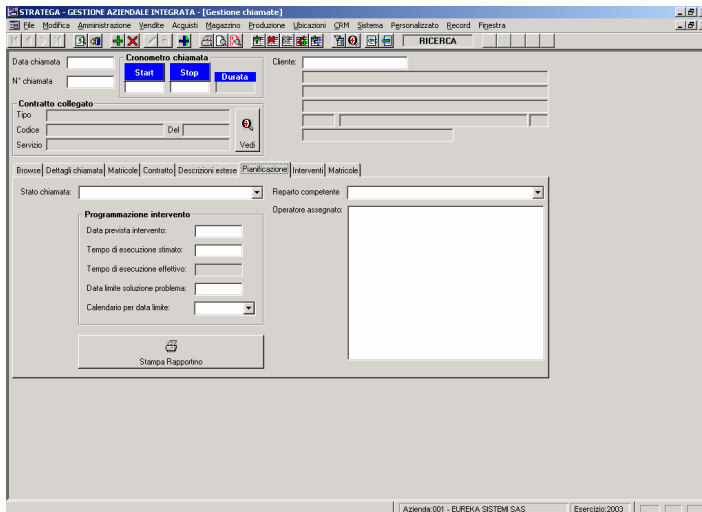 STRATEGA - GESTIONE AZIENDALE INTEGRATA - [Gestione chiamate]
File Modifica Amministrazione Vendite Acquisti Magazzino Produzione Ubicazioni CRM Sistema Personalizzato Record Finestra
RICERCA
Data chiamata
Cronometro chiamata
Cliente:
Start Stop Durata
N° chiamata
Contratto collegato
Tipo
Codice Del
Servizio Vedi
Browse Dettagli chiamata Matricole Contratto Descrizioni estese Pianificazione Interventi Matricole
Stato chiamata: Reparto competente
Programmazione intervento Operatore assegnato:
Data prevista intervento:
Tempo di esecuzione stimato:
Tempo di esecuzione effettivo:
Data limite soluzione problema:
Calendario per data limite:
Stampa Rapportino
Azienda:001 - EUREKA SISTEMI SAS Esercizio:2003